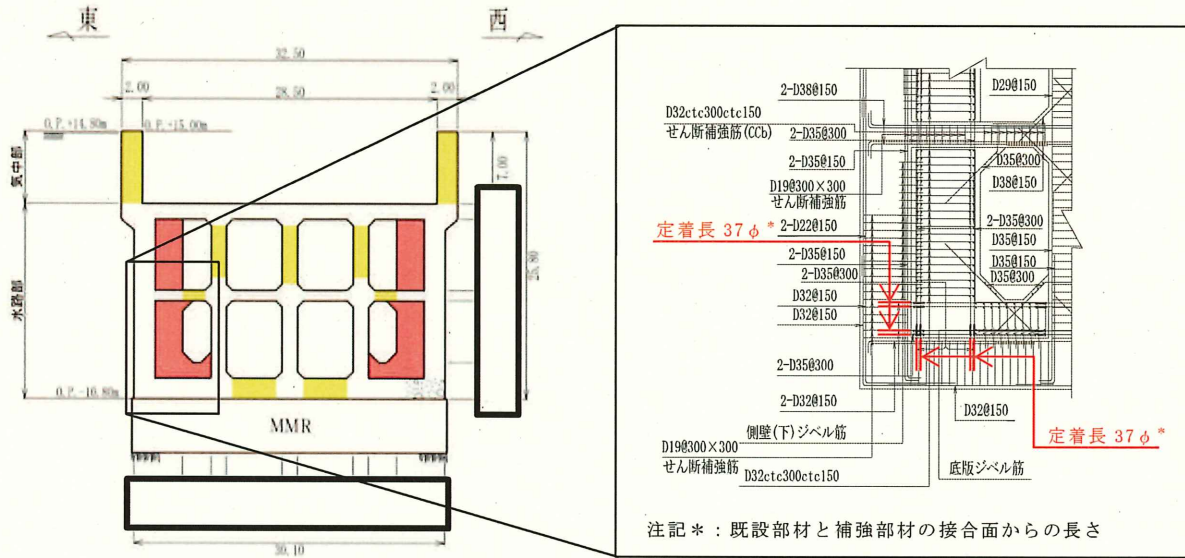 東
西
32.50
2.00
28.50
2.00
O.P.+14.80m
O.P.+15.00m
気中部
水路部
7.00
25.80
O.P.-10.80m
MMR
30.10
2-D38@150
D29@150
D32ctc300ctc150
せん断補強筋(CCb)
2-D35@300
2-D35@150
D35@300
D38@150
D19@300×300
せん断補強筋
2-D22@150
2-D35@300
定着長 37φ*
D35@150
2-D35@150
D35@150
2-D35@300
D35@300
D32@150
D32@150
2-D35@300
2-D32@150
D32@150
側壁(下)ジベル筋
定着長 37φ*
D19@300×300
せん断補強筋
底版ジベル筋
D32ctc300ctc150
注記*：既設部材と補強部材の接合面からの長さ